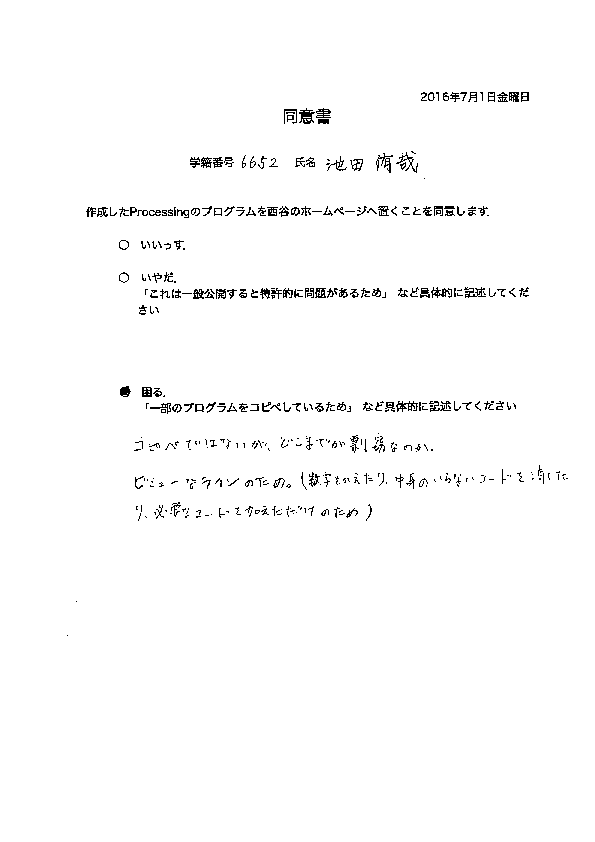 2016年7月1日金曜日
同意書
学籍番号 6652 氏名 池田 侑哉
作成したProcessingのプログラムを西谷のホームページへ置くことを同意します.
○ いいっす.
○ いやだ.
「これは一般公開すると特許的に問題があるため」 など具体的に記述してくだ
さい
● 困る.
「一部のプログラムをコピペしているため」 など具体的に記述してください
コピペではないが、どこまでが剽窃なのか、
ビミューなラインのため。(数字をかえたり、中身のいらないコードを消した
り、必要なコードを加えただけのため)